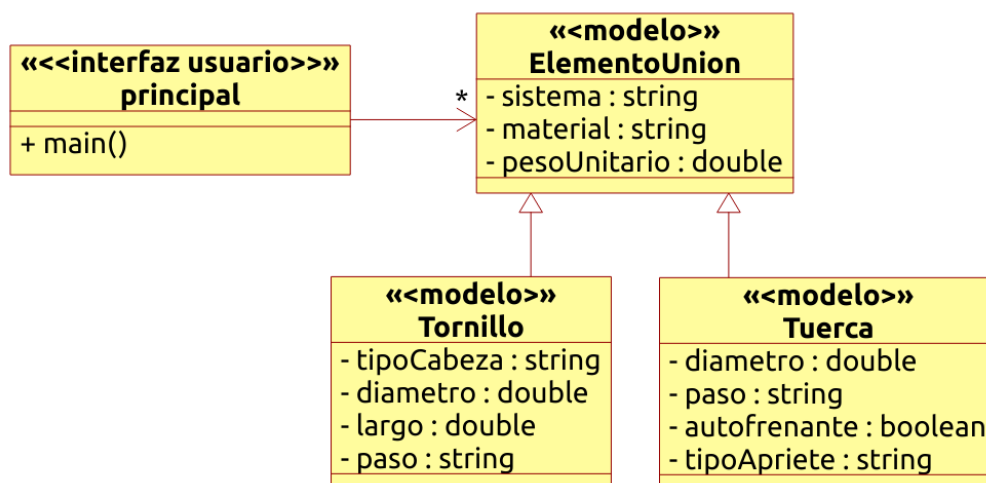 «<<interfaz usuario>>»
principal
+ main()
*
«<modelo>»
ElementoUnion
- sistema : string
- material : string
- pesoUnitario : double
«<modelo>»
Tornillo
- tipoCabeza : string
- diametro : double
- largo : double
- paso : string
«<modelo>»
Tuerca
- diametro : double
- paso : string
- autofrenante : boolean
- tipoApriete : string